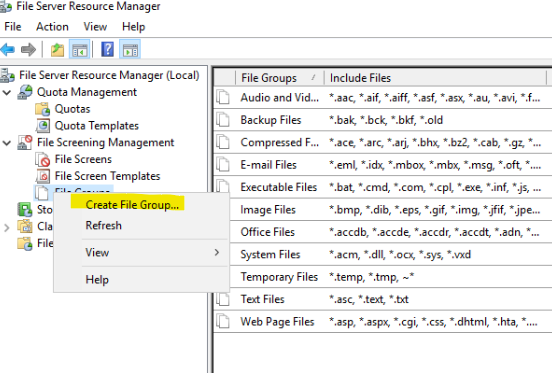 File Server Resource Manager
File Action View Help
File Server Resource Manager (Local)
Quota Management
Quotas
Quota Templates
File Screening Management
File Screens
File Screen Templates
File Groups
Sto
Cla
File
Create File Group...
Refresh
View
Help
File Groups Include Files
Audio and Vid... *.aac, *.aif, *.aiff, *.asf, *.asx, *.au, *.avi, *.f...
Backup Files *.bak, *.bck, *.bkf, *.old
Compressed F... *.ace, *.arc, *.arj, *.bhx, *.bz2, *.cab, *.gz, *...
E-mail Files *.eml, *.idx, *.mbox, *.mbx, *.msg, *.oft, *...
Executable Files *.bat, *.cmd, *.com, *.cpl, *.exe, *.inf, *.js, ...
Image Files *.bmp, *.dib, *.eps, *.gif, *.img, *.jfif, *.jpe...
Office Files *.accdb, *.accde, *.accdr, *.accdt, *.adn, *...
System Files *.acm, *.dll, *.ocx, *.sys, *.vxd
Temporary Files *.temp, *.tmp, ~*
Text Files *.asc, *.text, *.txt
Web Page Files *.asp, *.aspx, *.cgi, *.css, *.dhtml, *.hta, *...